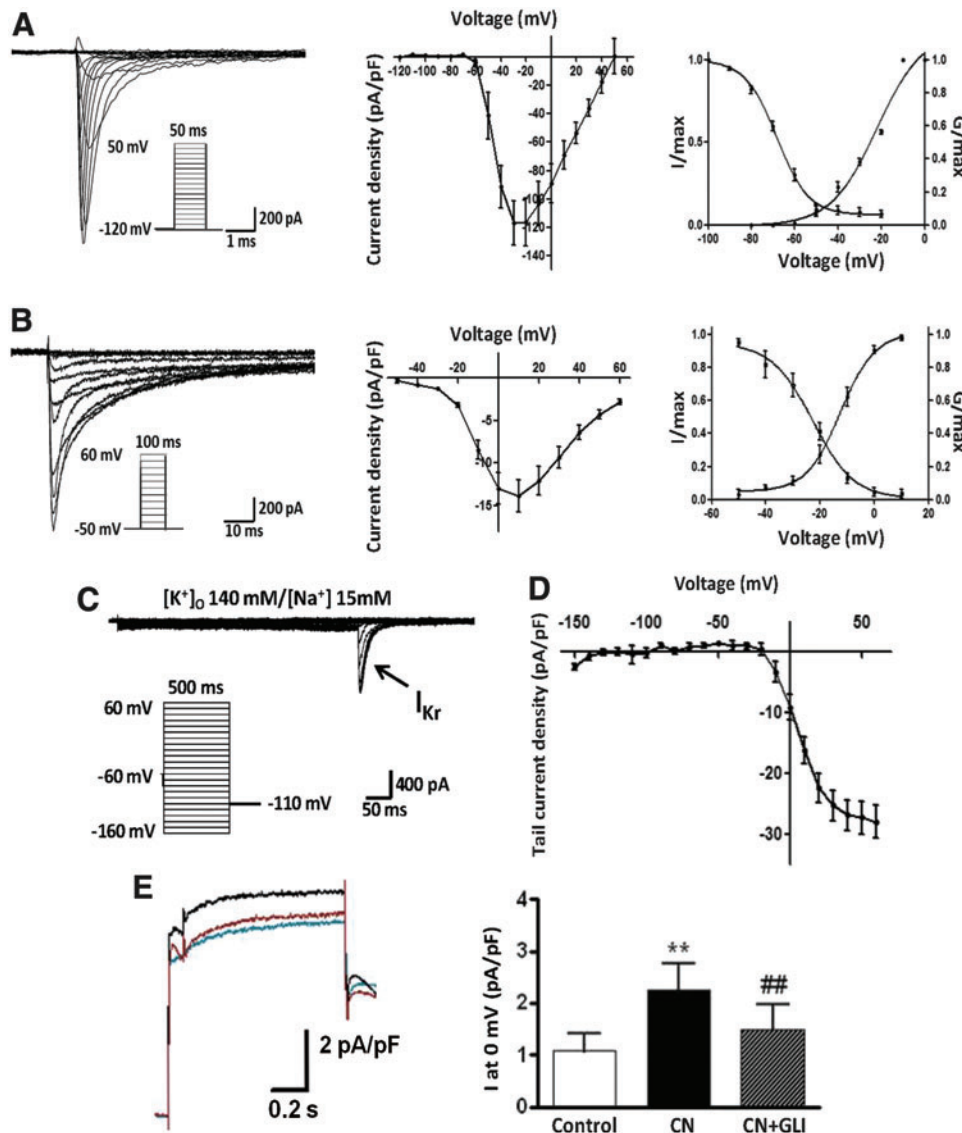 A
50 mV
50 ms
-120 mV
200 pA
1 ms
Voltage (mV)
-120 -100 -80 -60 -40 -20 0 20 40 60
-20
-40
-60
-80
-100
-120
-140
Current density (pA/pF)
1.0
0.5
0.0
I/max
1.0
0.8
0.6
0.4
0.2
0.0
G/max
-100 -80 -60 -40 -20 0
Voltage (mV)
B
60 mV
100 ms
-50 mV
200 pA
10 ms
Voltage (mV)
-40 -20 0 20 40 60
-5
-10
-15
Current density (pA/pF)
1.0
0.8
0.6
0.4
0.2
0.0
I/max
1.0
0.8
0.6
0.4
0.2
0.0
G/max
-60 -40 -20 0 20
Voltage (mV)
C
[K+]O 140 mM/[Na+] 15mM
IKr
500 ms
60 mV
-60 mV
-160 mV
-110 mV
400 pA
50 ms
D
Voltage (mV)
-150 -100 -50 50
-10
-20
-30
Tail current density (pA/pF)
E
2 pA/pF
0.2 s
I at 0 mV (pA/pF)
4
3
2
1
0
**
##
Control CN CN+GLI